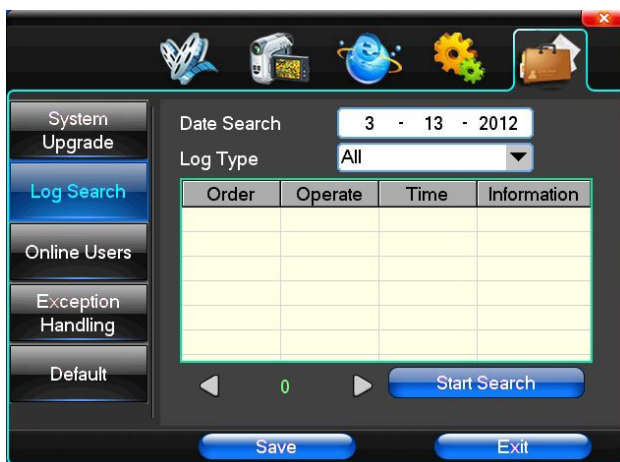 System
Upgrade
Log Search
Online Users
Exception
Handling
Default
Date Search 3 - 13 - 2012
Log Type All
Order Operate Time Information
0 Start Search
Save Exit